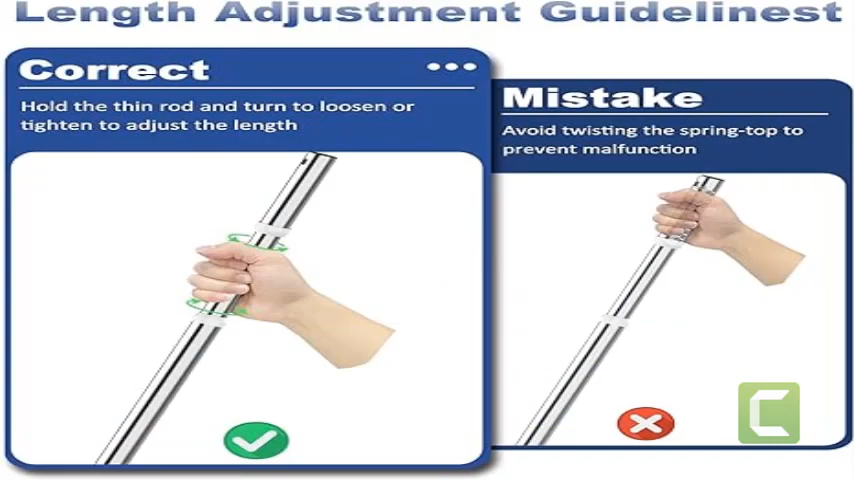 Length Adjustment Guidelinest
Correct
Hold the thin rod and turn to loosen or
tighten to adjust the length
Mistake
Avoid twisting the spring-top to
prevent malfunction